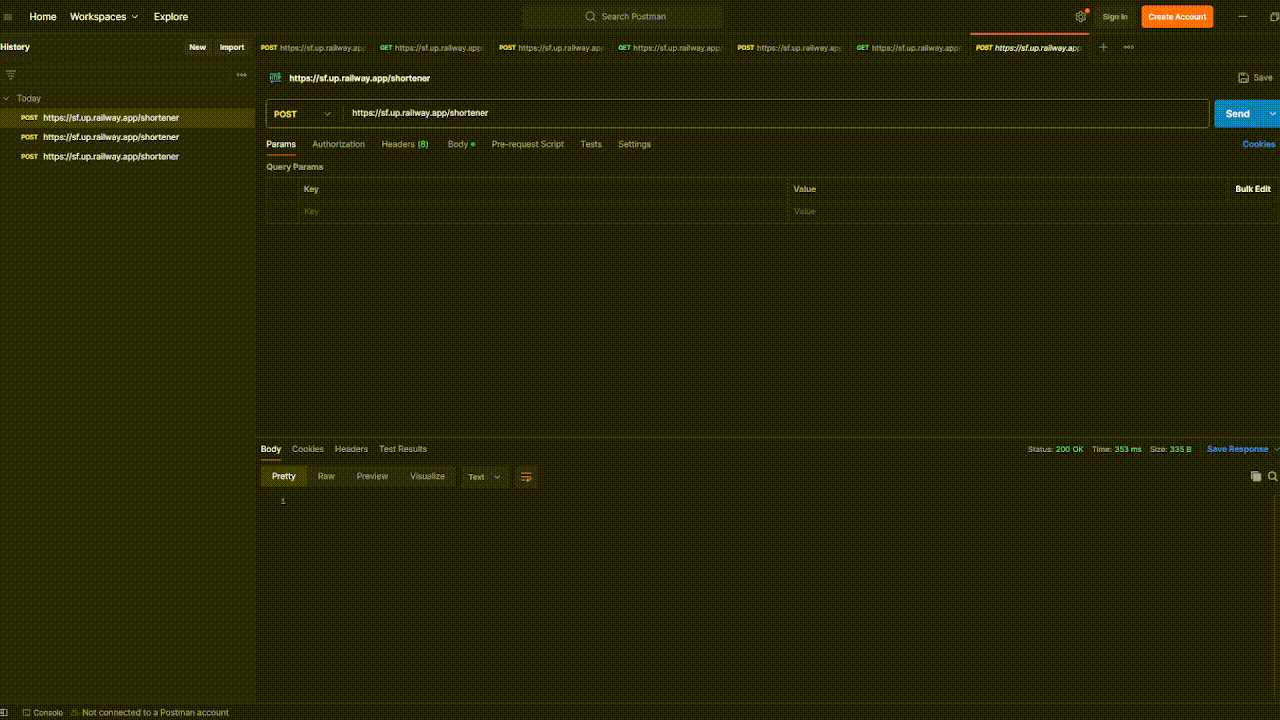 Home Workspaces Explore Search Postman Sign In Create Account
History New Import
POST https://sf.up.railway.app GET https://sf.up.railway.app POST https://sf.up.railway.app GET https://sf.up.railway.app POST https://sf.up.railway.app GET https://sf.up.railway.app POST https://sf.up.railway.app
HTTP https://sf.up.railway.app/shortener Save
Today
POST https://sf.up.railway.app/shortener
POST https://sf.up.railway.app/shortener
POST https://sf.up.railway.app/shortener
POST https://sf.up.railway.app/shortener Send
Params Authorization Headers (8) Body Pre-request Script Tests Settings Cookies
Query Params
Key Value Bulk Edit
Key Value
Body Cookies Headers Test Results Status: 200 OK Time: 353 ms Size: 335 B Save Response
Pretty Raw Preview Visualize Text
1
Console Not connected to a Postman account